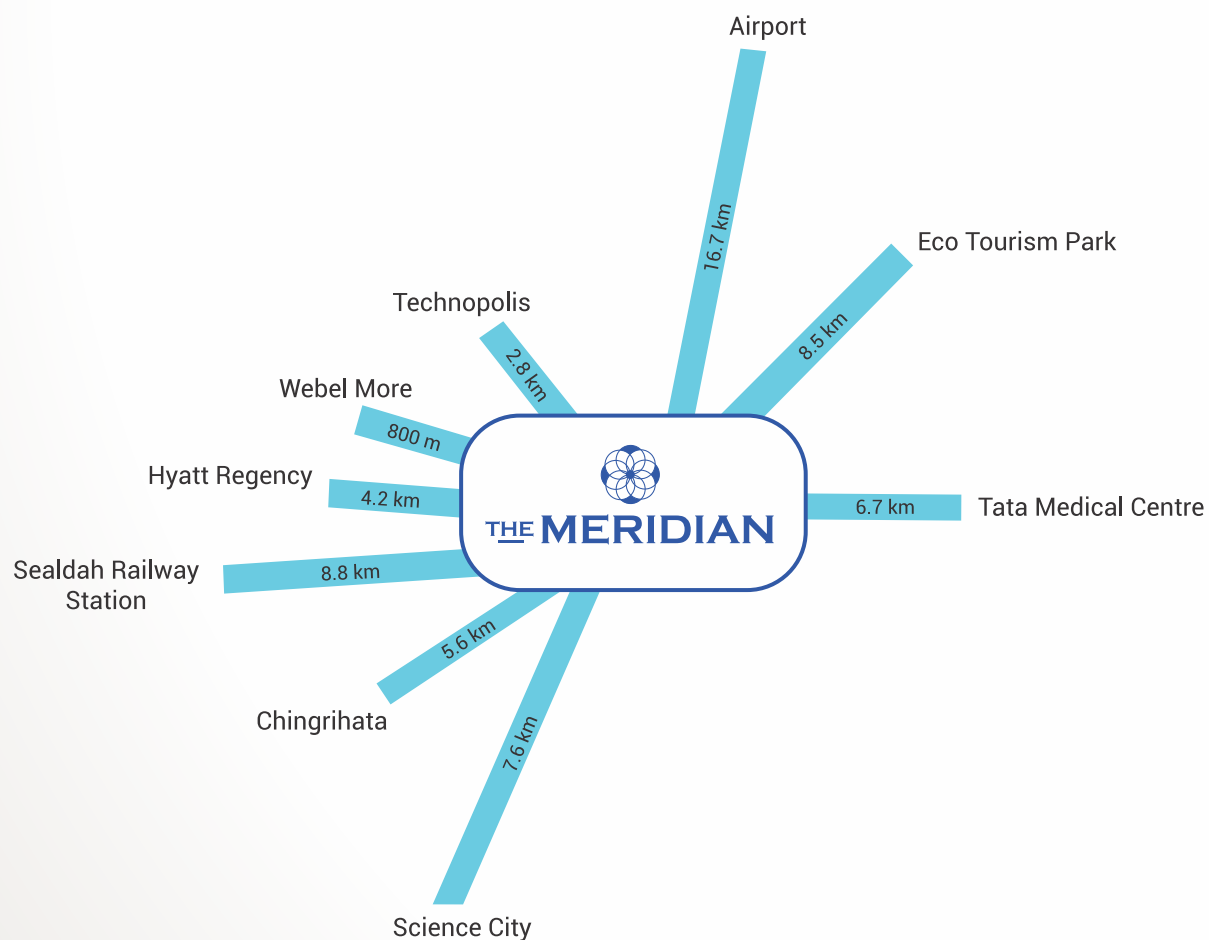 Airport
16.7 km
Eco Tourism Park
8.5 km
Technopolis
2.8 km
Webel More
800 m
Hyatt Regency
4.2 km
THE MERIDIAN
6.7 km
Tata Medical Centre
Sealdah Railway
Station
8.8 km
5.6 km
Chingrihata
7.6 km
Science City